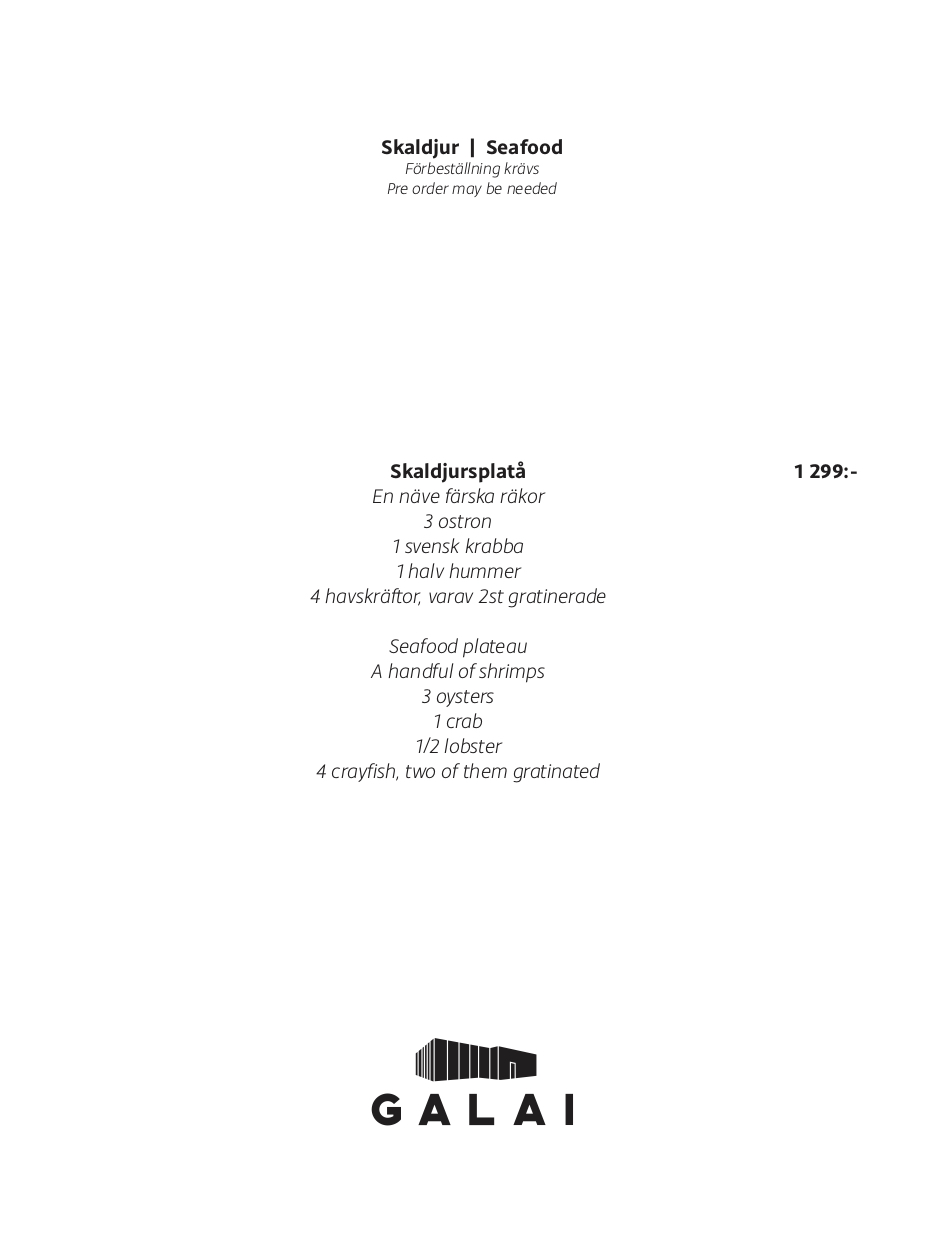 Skaldjur | Seafood
Förbeställning krävs
Pre order may be needed
Skaldjursplatå 1 299:-
En näve färska räkor
3 ostron
1 svensk krabba
1 halv hummer
4 havskräftor, varav 2st gratinerade
Seafood plateau
A handful of shrimps
3 oysters
1 crab
1/2 lobster
4 crayfish, two of them gratinated
GALAI